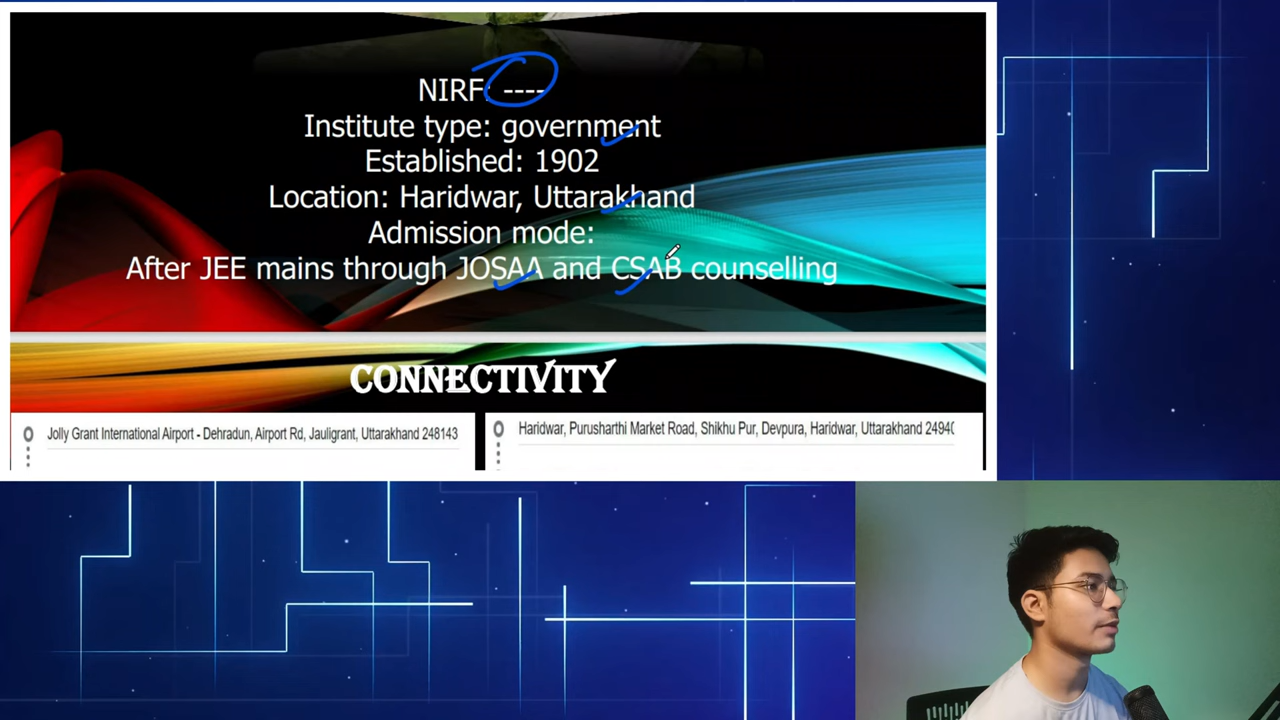 NIRF: ----
Institute type: government
Established: 1902
Location: Haridwar, Uttarakhand
Admission mode:
After JEE mains through JOSAA and CSAB counselling
CONNECTIVITY
Jolly Grant International Airport - Dehradun, Airport Rd, Jauligrant, Uttarakhand 248143
Haridwar, Purusharthi Market Road, Shikhu Pur, Devpura, Haridwar, Uttarakhand 2494